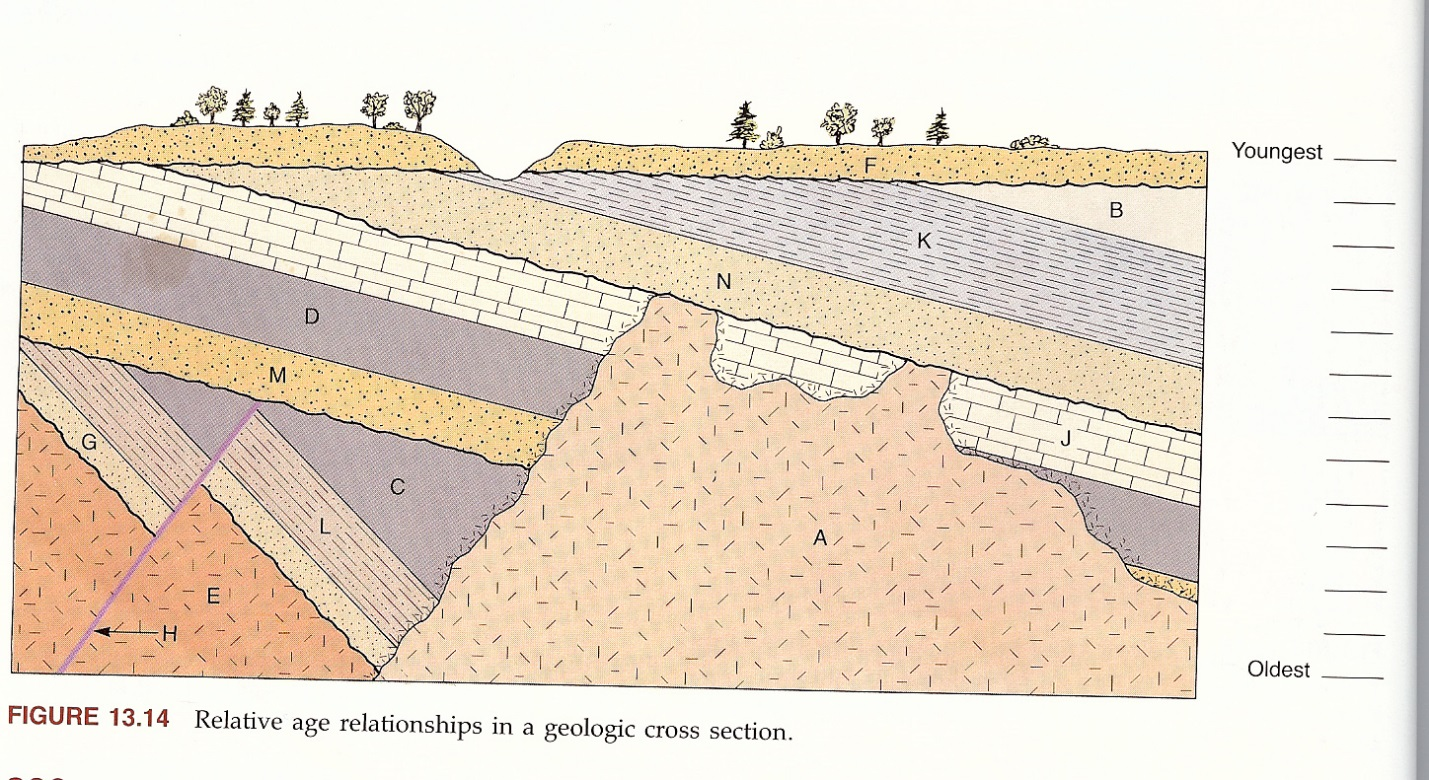 F
Youngest
B
K
N
D
M
J
G
C
L
A
E
H
Oldest
FIGURE 13.14 Relative age relationships in a geologic cross section.